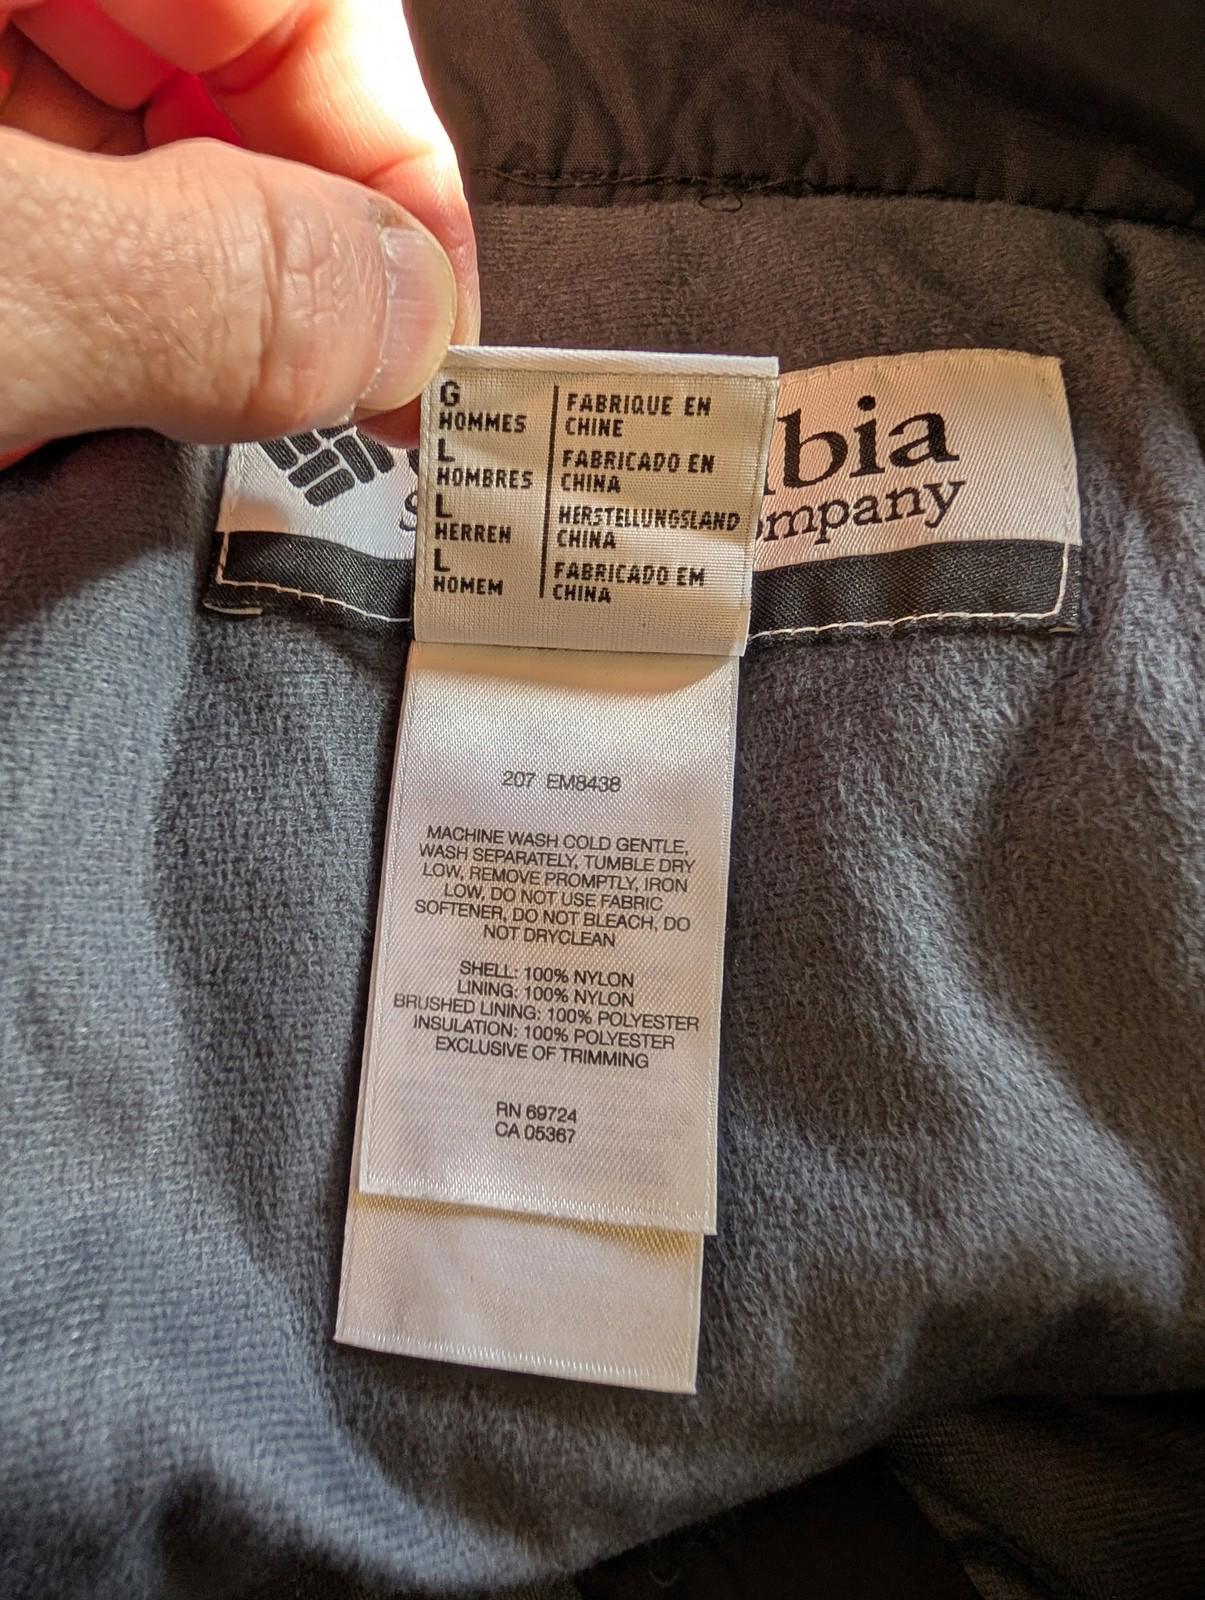 G
HOMMES
FABRIQUE EN
CHINE
L
HOMBRES
FABRICADO EN
CHINA
L
HERREN
HERSTELLUNGSLAND
CHINA
L
HOMEM
FABRICADO EM
CHINA
bia
ompany
207 EM8438
MACHINE WASH COLD GENTLE,
WASH SEPARATELY, TUMBLE DRY
LOW, REMOVE PROMPTLY, IRON
LOW, DO NOT USE FABRIC
SOFTENER, DO NOT BLEACH, DO
NOT DRYCLEAN
SHELL: 100% NYLON
LINING: 100% NYLON
BRUSHED LINING: 100% POLYESTER
INSULATION: 100% POLYESTER
EXCLUSIVE OF TRIMMING
RN 69724
CA 05367